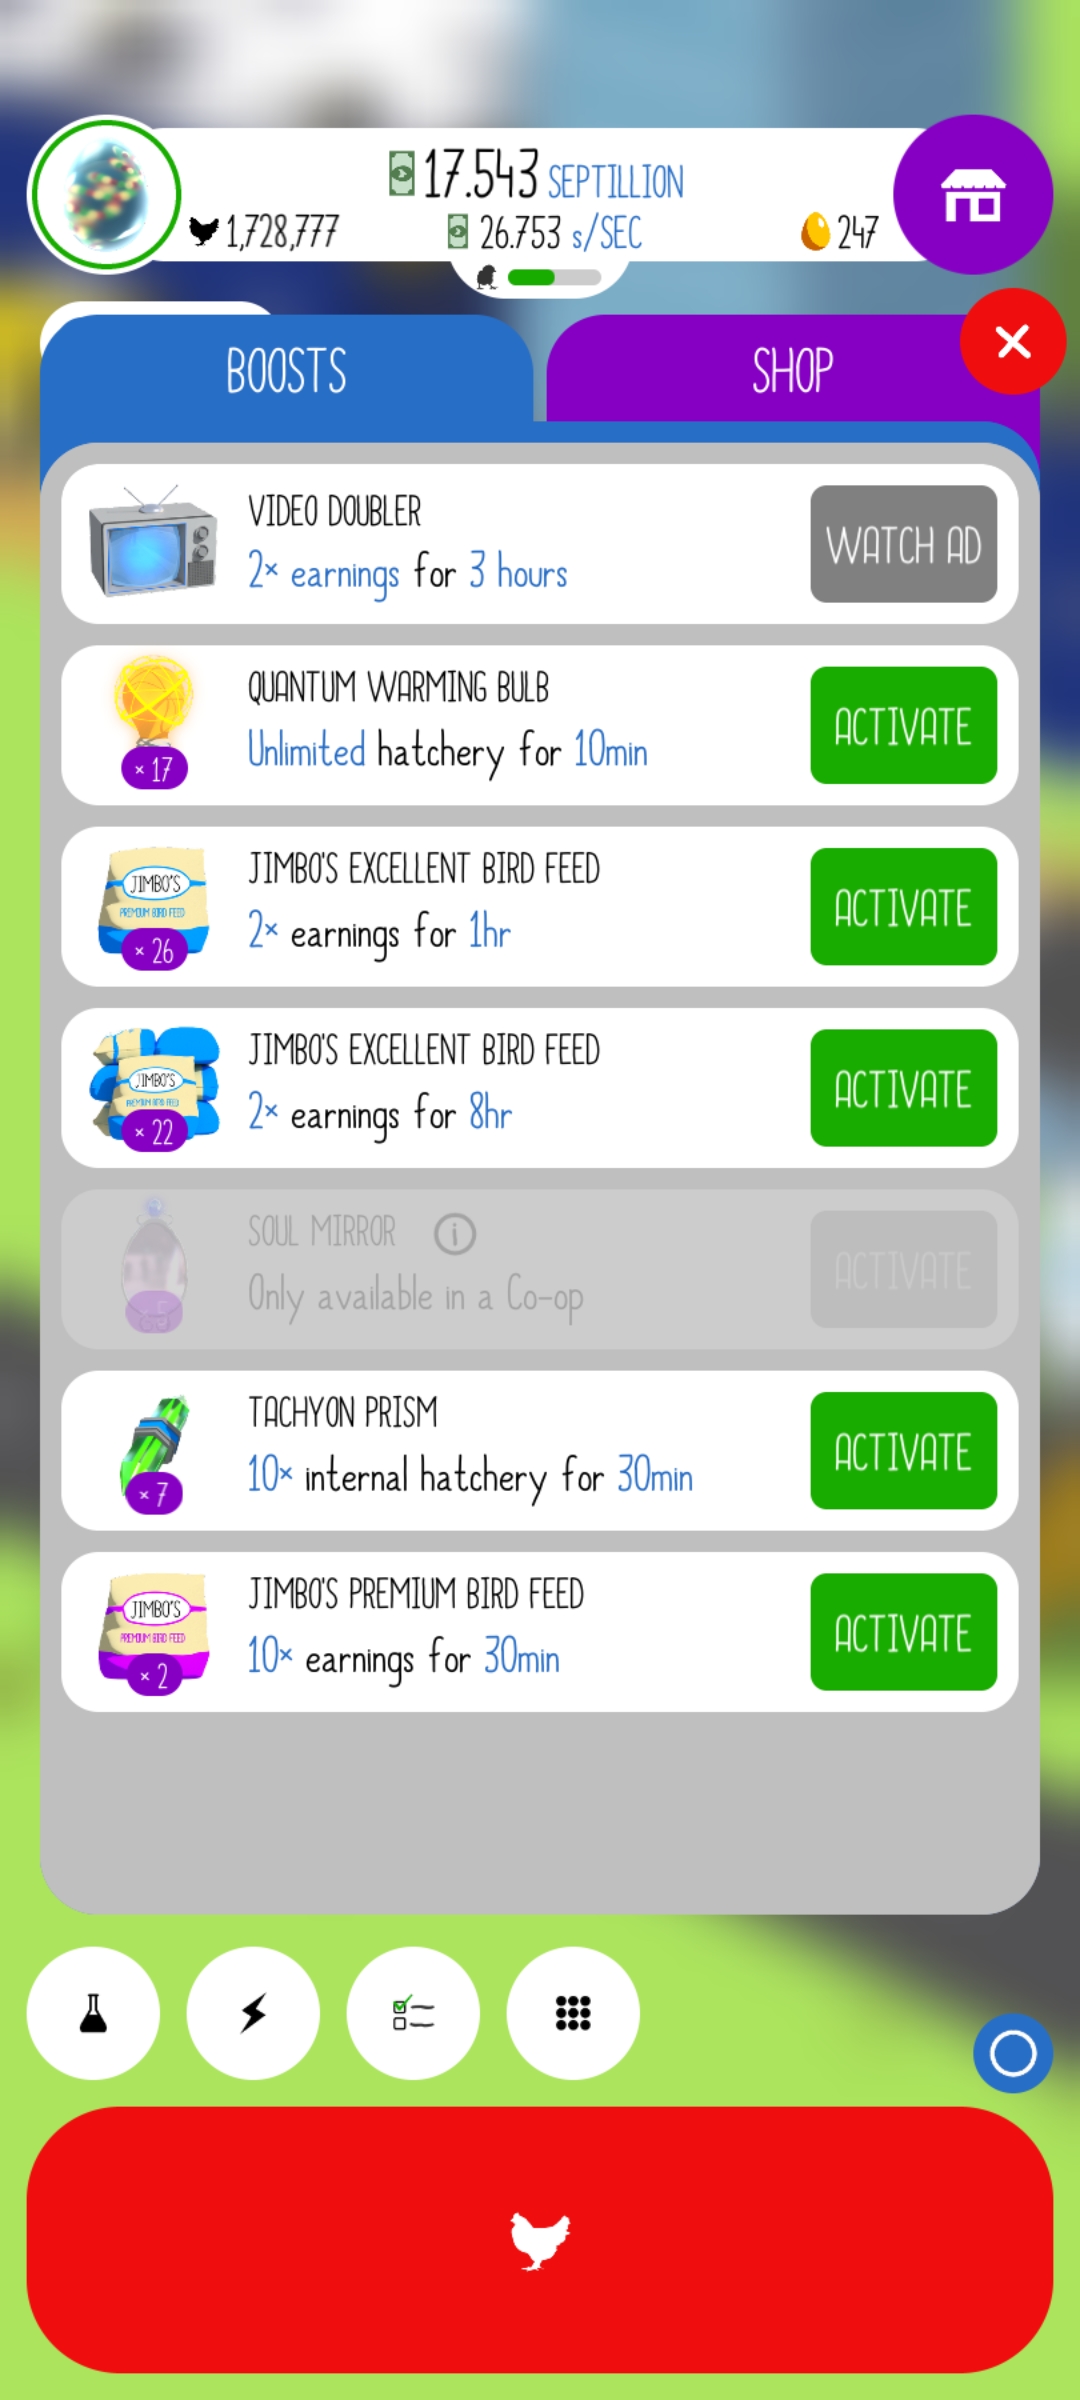 17.543 SEPTILLION
1,728,777
26.753 s/SEC
247
BOOSTS
SHOP
VIDEO DOUBLER
2× earnings for 3 hours
WATCH AD
QUANTUM WARMING BULB
Unlimited hatchery for 10min
× 17
ACTIVATE
JIMBO'S EXCELLENT BIRD FEED
2× earnings for 1hr
JIMBO'S
PREMIUM BIRD FEED
× 26
ACTIVATE
JIMBO'S EXCELLENT BIRD FEED
2× earnings for 8hr
JIMBO'S
PREMIUM BIRD FEED
× 22
ACTIVATE
SOUL MIRROR i
Only available in a Co-op
× 5
ACTIVATE
TACHYON PRISM
10× internal hatchery for 30min
× 7
ACTIVATE
JIMBO'S PREMIUM BIRD FEED
10× earnings for 30min
JIMBO'S
PREMIUM BIRD FEED
× 2
ACTIVATE